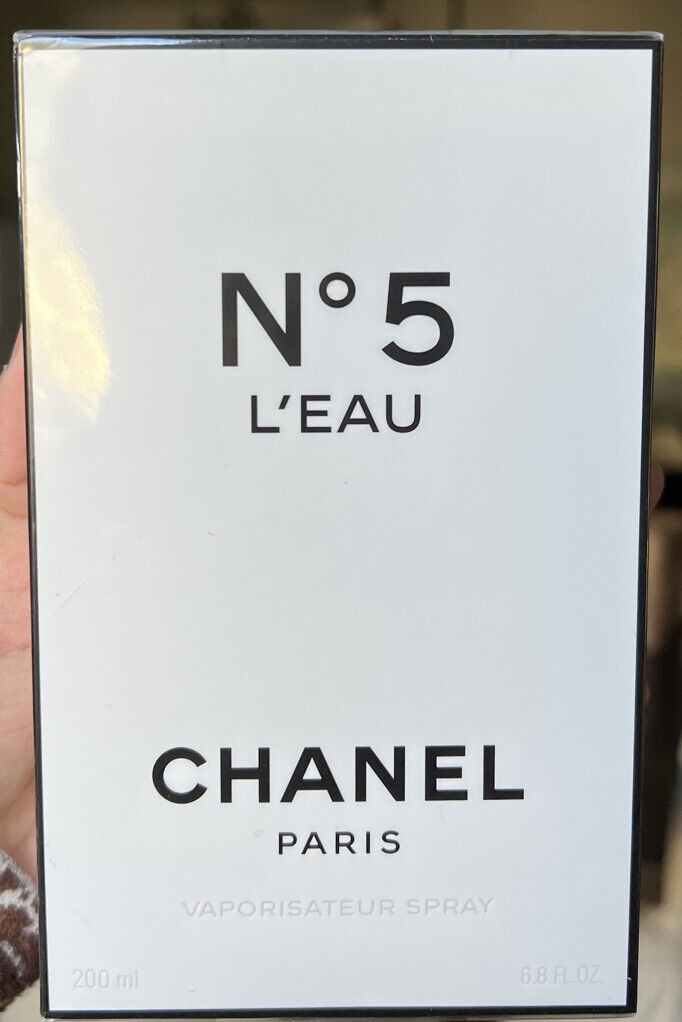 N° 5
L'EAU
CHANEL
PARIS
VAPORISATEUR SPRAY
200 ml 6.8 FL.OZ.